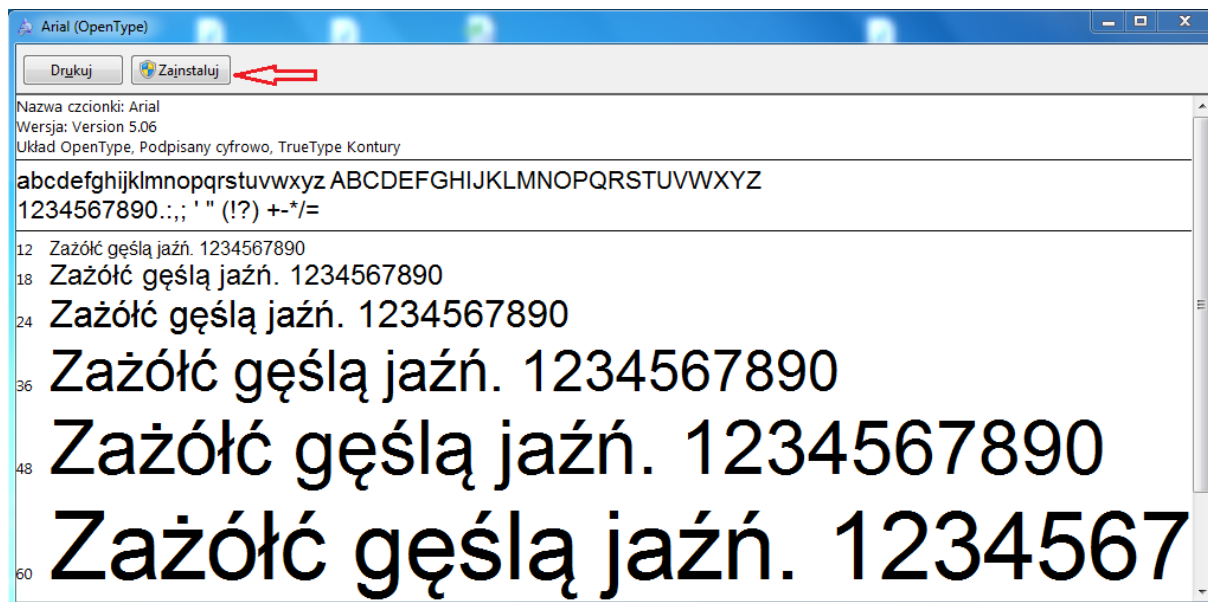 Arial (OpenType)
Drukuj Zainstaluj
Nazwa czcionki: Arial
Wersja: Version 5.06
Układ OpenType, Podpisany cyfrowo, TrueType Kontury
abcdefghijklmnopqrstuvwxyz ABCDEFGHIJKLMNOPQRSTUVWXYZ
1234567890.:,; ' " (!?) +-*/=
12 Zażółć gęślą jaźń. 1234567890
18 Zażółć gęślą jaźń. 1234567890
24 Zażółć gęślą jaźń. 1234567890
36 Zażółć gęślą jaźń. 1234567890
48 Zażółć gęślą jaźń. 1234567890
60 Zażółć gęślą jaźń. 1234567